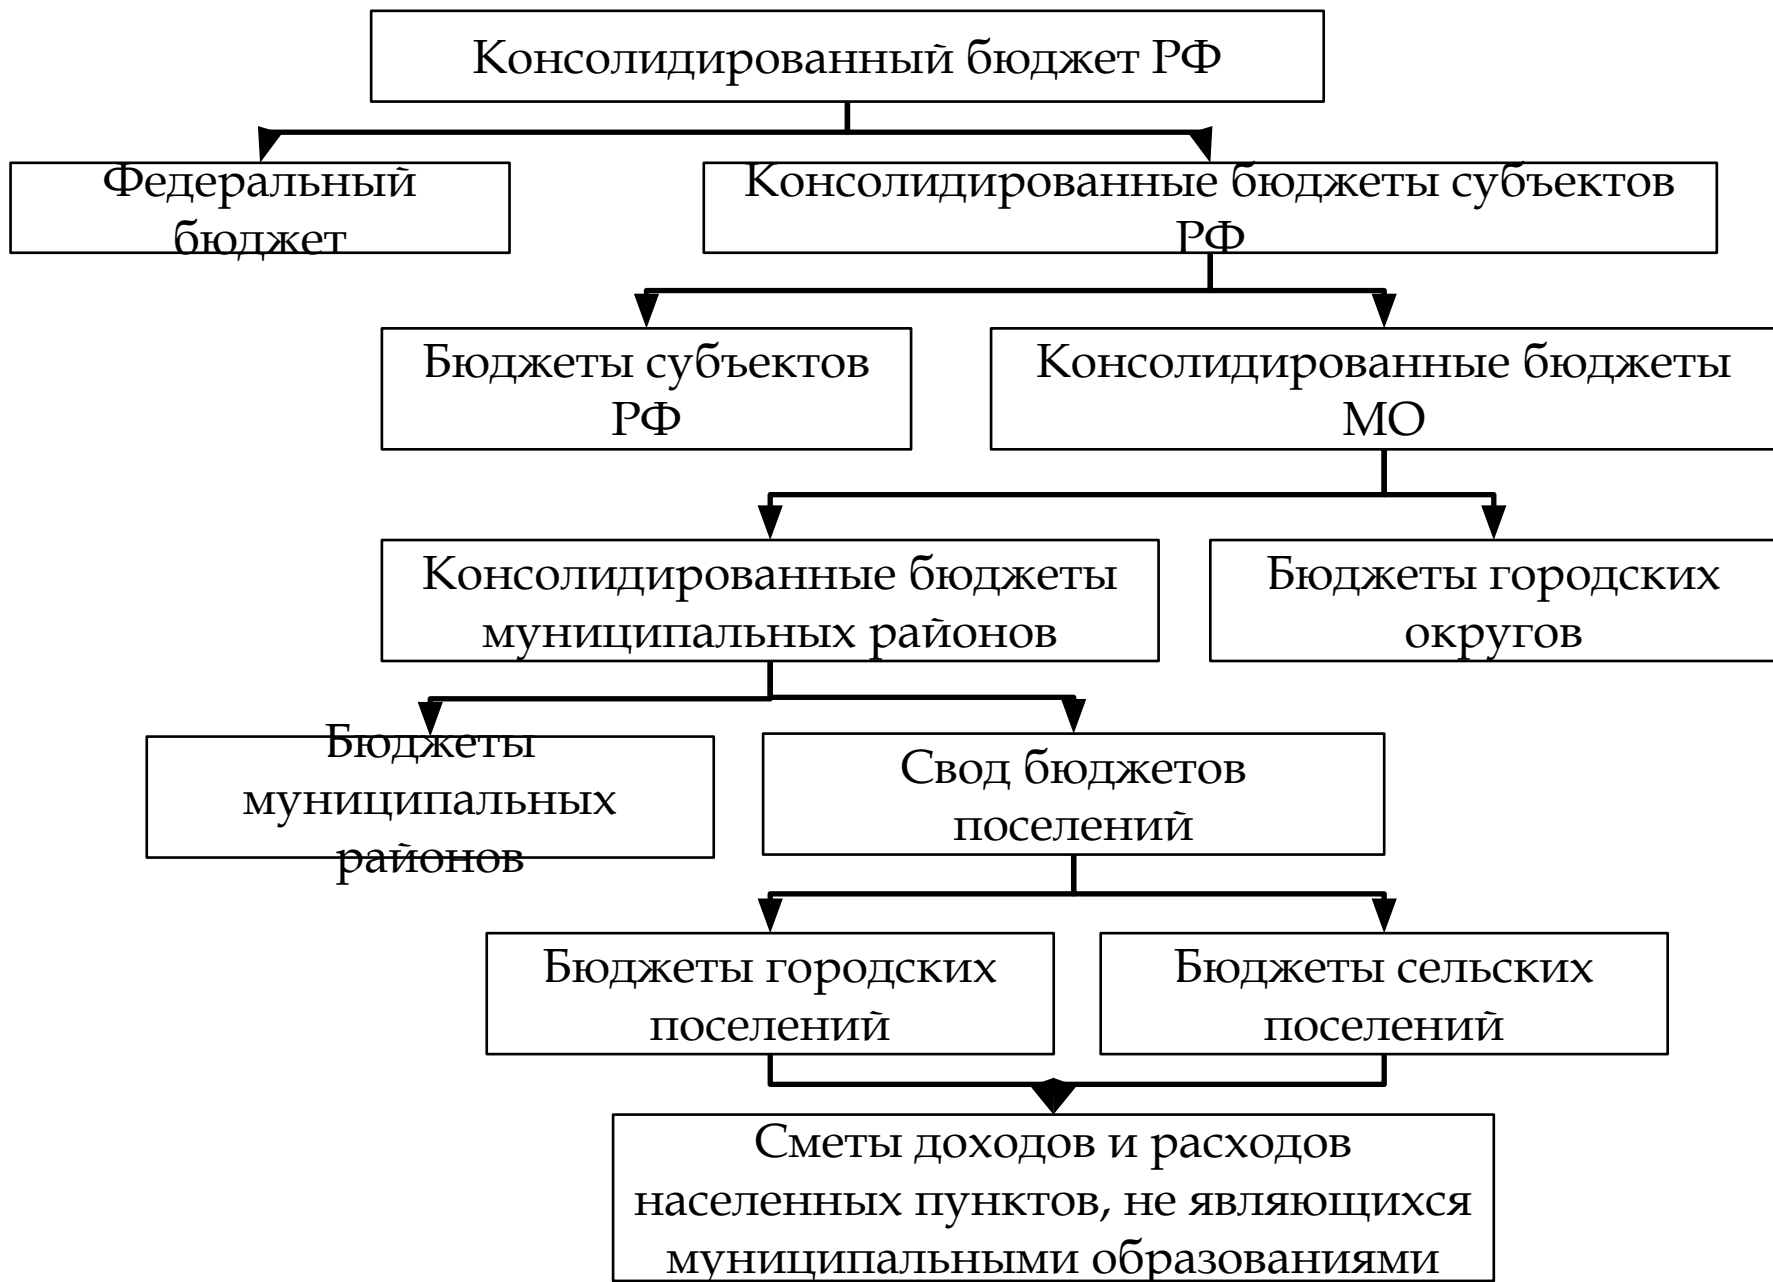 Консолидированный бюджет РФ
Федеральный
бюджет
Консолидированные бюджеты субъектов
РФ
Бюджеты субъектов
РФ
Консолидированные бюджеты
МО
Консолидированные бюджеты
муниципальных районов
Бюджеты городских
округов
Бюджеты
муниципальных
районов
Свод бюджетов
поселений
Бюджеты городских
поселений
Бюджеты сельских
поселений
Сметы доходов и расходов
населенных пунктов, не являющихся
муниципальными образованиями